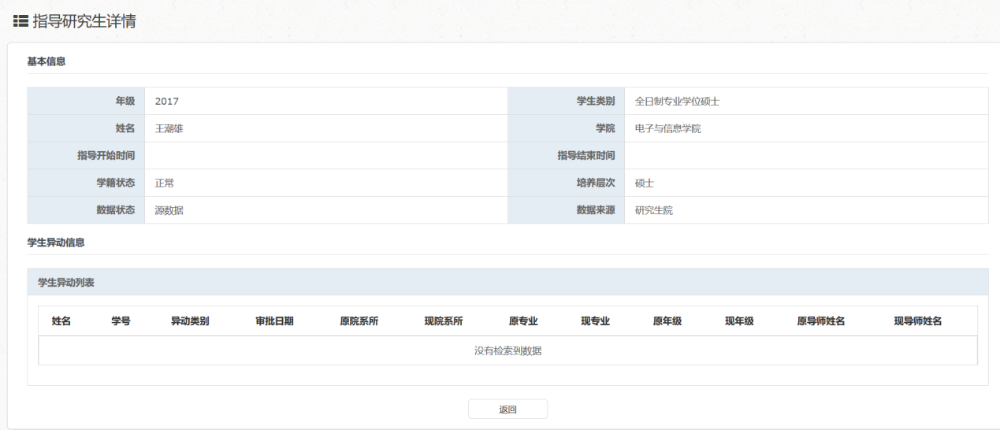 指导研究生详情
基本信息
年级 2017 学生类别 全日制专业学位硕士
姓名 王潮雄 学院 电子与信息学院
指导开始时间 指导结束时间
学籍状态 正常 培养层次 硕士
数据状态 源数据 数据来源 研究生院
学生异动信息
学生异动列表
姓名 学号 异动类别 审批日期 原院系所 现院系所 原专业 现专业 原年级 现年级 原导师姓名 现导师姓名
没有检索到数据
返回